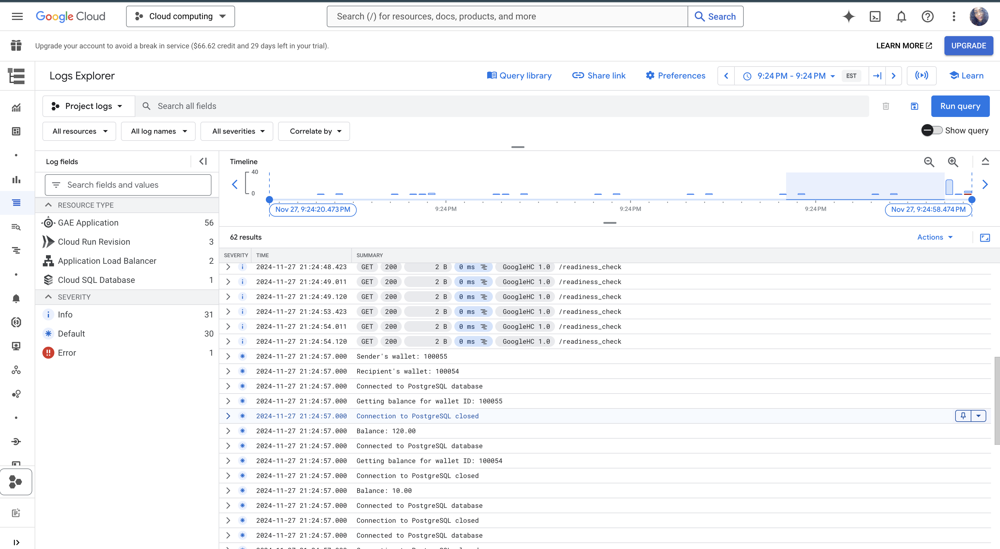 Google Cloud
Cloud computing
Search (/) for resources, docs, products, and more
Search
Upgrade your account to avoid a break in service ($66.62 credit and 29 days left in your trial).
LEARN MORE
UPGRADE
Logs Explorer
Query library
Share link
Preferences
9:24 PM - 9:24 PM
EST
Learn
Project logs
Search all fields
Run query
All resources
All log names
All severities
Correlate by
Show query
Log fields
Search fields and values
RESOURCE TYPE
GAE Application 56
Cloud Run Revision 3
Application Load Balancer 2
Cloud SQL Database 1
SEVERITY
Info 31
Default 30
Error 1
Timeline
40
0
Nov 27, 9:24:20.473 PM
9:24 PM
9:24 PM
9:24 PM
Nov 27, 9:24:58.474 PM
62 results
Actions
SEVERITY TIME SUMMARY
2024-11-27 21:24:48.423 GET 200 2 B 0 ms GoogleHC 1.0 /readiness_check
2024-11-27 21:24:49.011 GET 200 2 B 0 ms GoogleHC 1.0 /readiness_check
2024-11-27 21:24:49.120 GET 200 2 B 0 ms GoogleHC 1.0 /readiness_check
2024-11-27 21:24:53.423 GET 200 2 B 0 ms GoogleHC 1.0 /readiness_check
2024-11-27 21:24:54.011 GET 200 2 B 0 ms GoogleHC 1.0 /readiness_check
2024-11-27 21:24:54.120 GET 200 2 B 0 ms GoogleHC 1.0 /readiness_check
2024-11-27 21:24:57.000 Sender's wallet: 100055
2024-11-27 21:24:57.000 Recipient's wallet: 100054
2024-11-27 21:24:57.000 Connected to PostgreSQL database
2024-11-27 21:24:57.000 Getting balance for wallet ID: 100055
2024-11-27 21:24:57.000 Connection to PostgreSQL closed
2024-11-27 21:24:57.000 Balance: 120.00
2024-11-27 21:24:57.000 Connected to PostgreSQL database
2024-11-27 21:24:57.000 Getting balance for wallet ID: 100054
2024-11-27 21:24:57.000 Connection to PostgreSQL closed
2024-11-27 21:24:57.000 Balance: 10.00
2024-11-27 21:24:57.000 Connected to PostgreSQL database
2024-11-27 21:24:57.000 Connection to PostgreSQL closed
2024-11-27 21:24:57.000 Connected to PostgreSQL database